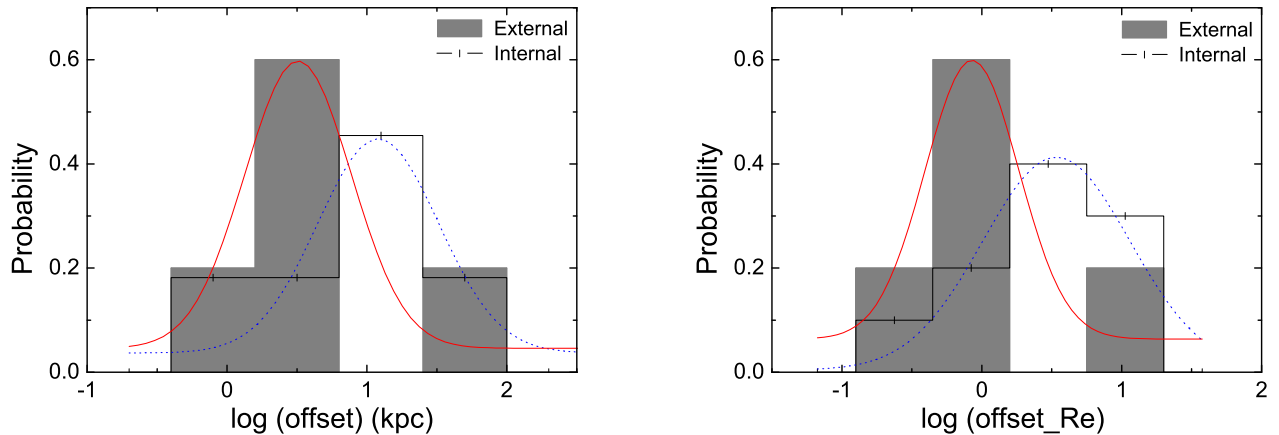 External
Internal
Probability
0.6
0.4
0.2
0.0
-1
0
1
2
log (offset) (kpc)
External
Internal
Probability
0.6
0.4
0.2
0.0
-1
0
1
2
log (offset_Re)